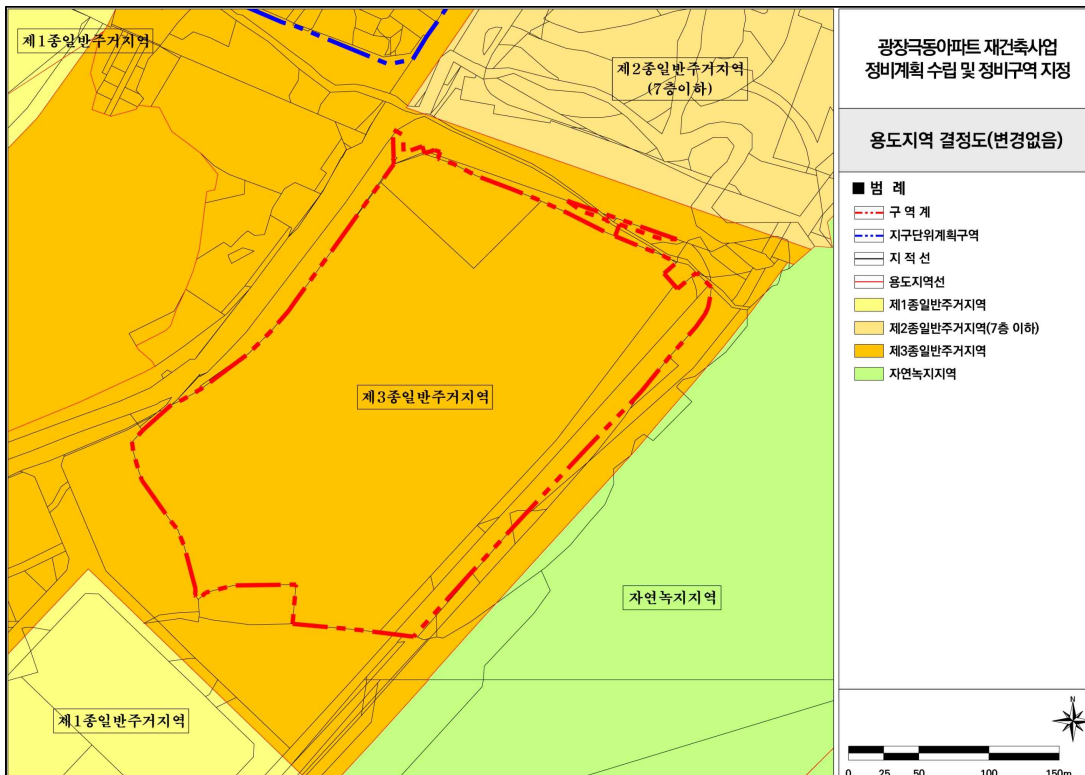 제1종일반주거지역
제2종일반주거지역
(7층이하)
제3종일반주거지역
자연녹지지역
제1종일반주거지역
광장극동아파트 재건축사업
정비계획 수립 및 정비구역 지정
용도지역 결정도(변경없음)
■ 범 례
구 역 계
지구단위계획구역
지 적 선
용도지역선
제1종일반주거지역
제2종일반주거지역(7층 이하)
제3종일반주거지역
자연녹지지역
N
0 25 50 100 150m